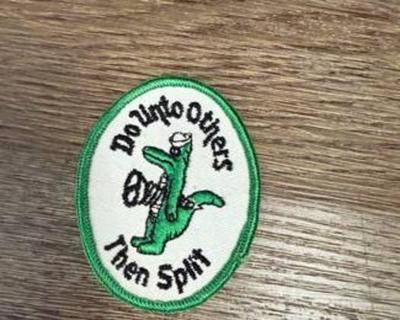 Do Unto Others
Then Split